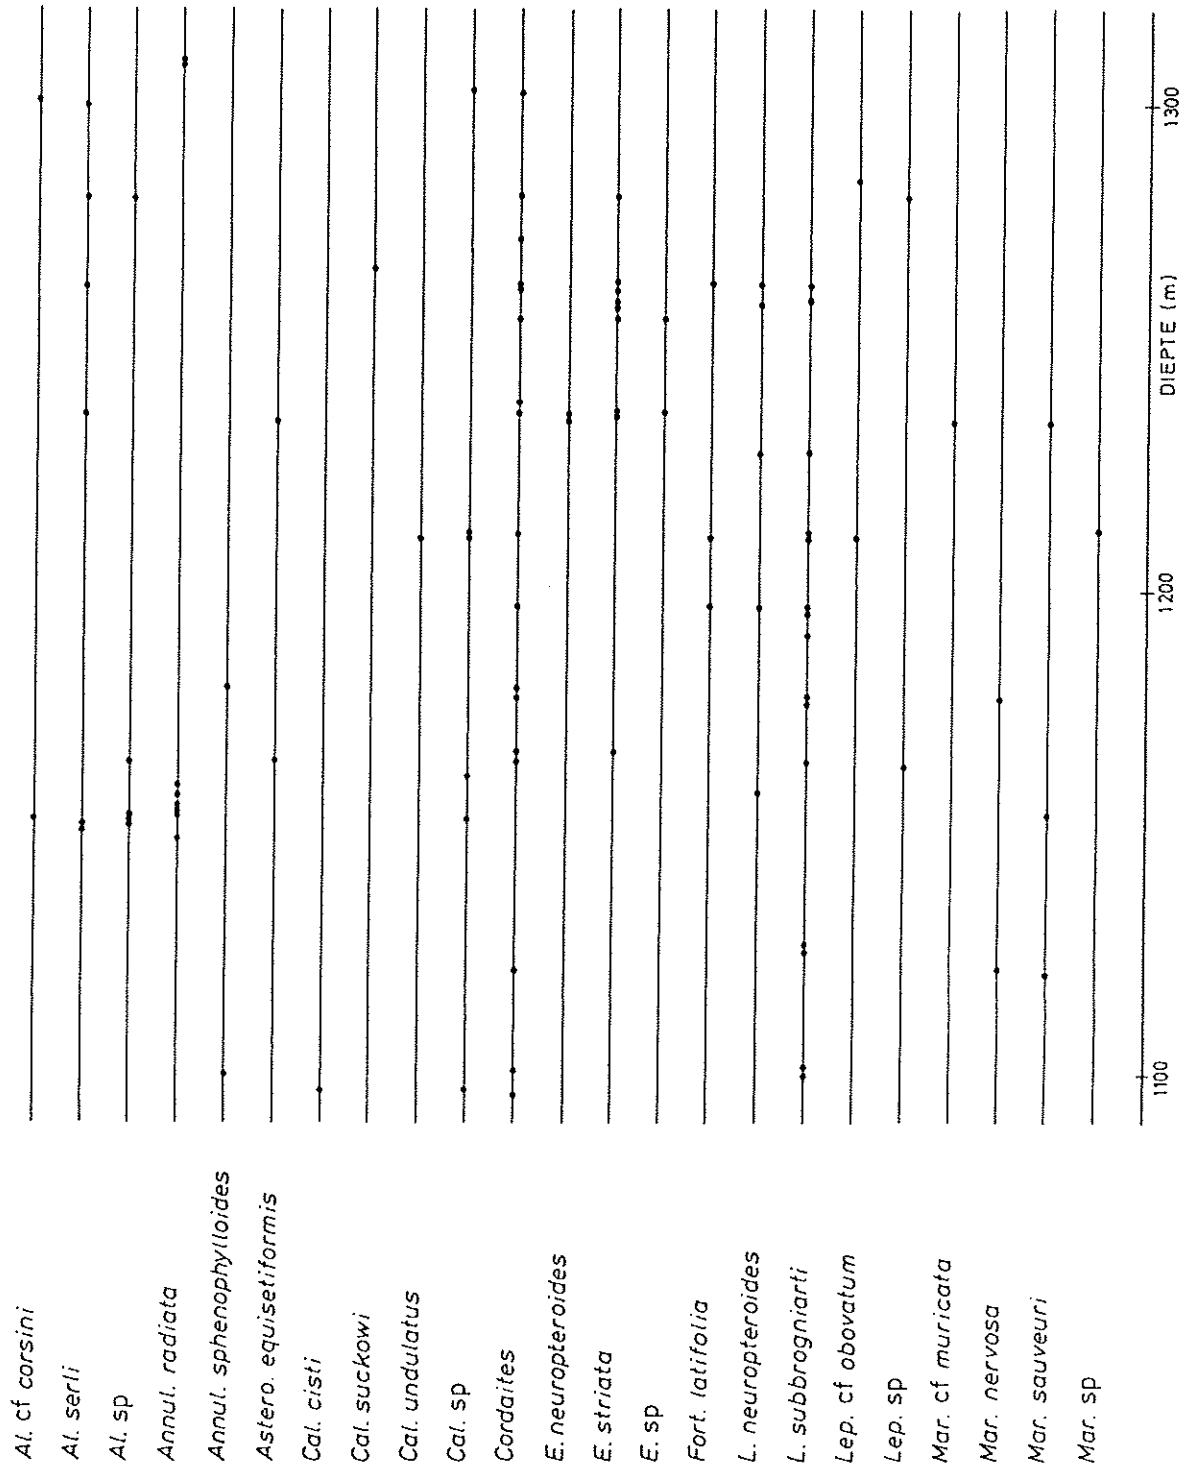 Al. cf corsini
Al. serli
Al. sp
Annul. radiata
Annul. sphenophylloides
Astero. equisetiformis
Cal. cisti
Cal. suckowi
Cal. undulatus
Cal. sp
Cordaites
E. neuropteroides
E. striata
E. sp
Fort. latifolia
L. neuropteroides
L. subbrogniarti
Lep. cf obovatum
Lep. sp
Mar. cf muricata
Mar. nervosa
Mar. sauveuri
Mar. sp
1100
1200
1300
DIEPTE (m)